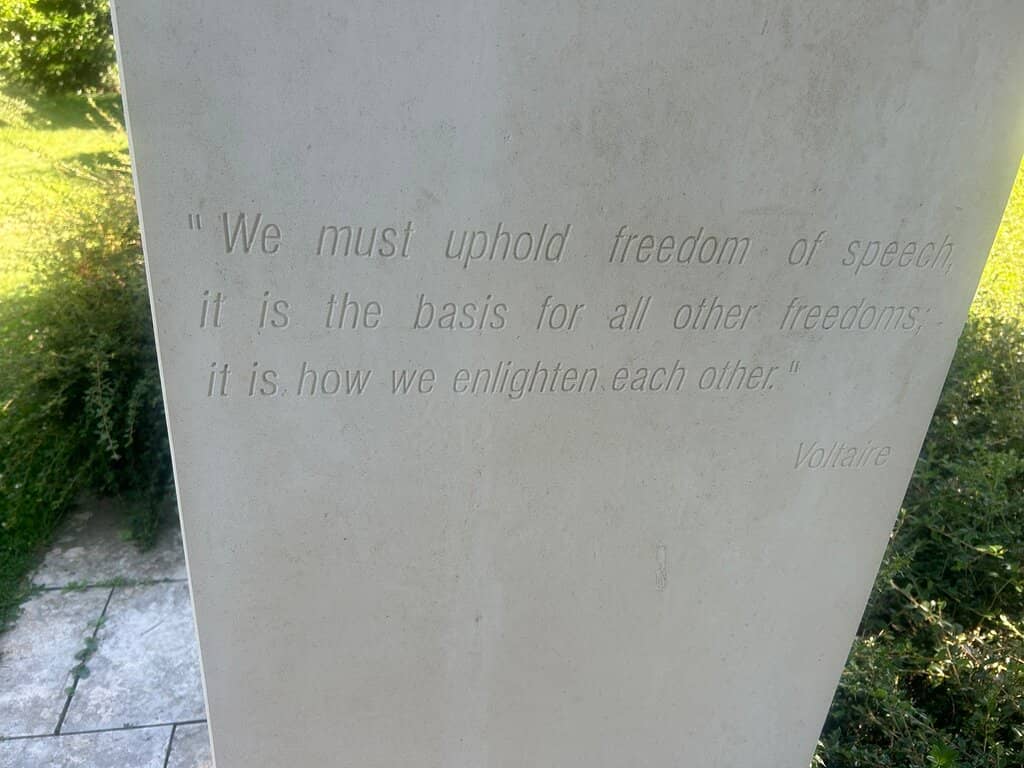 " We must uphold freedom of speech,
it is the basis for all other freedoms;
it is how we enlighten each other. "
Voltaire